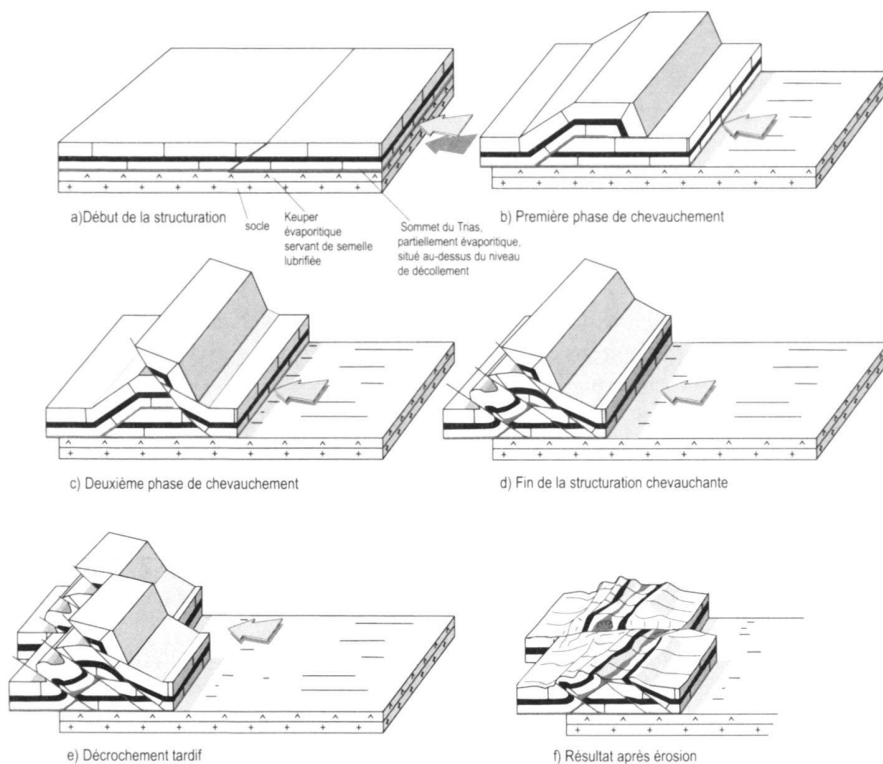 a)Début de la structuration
socle
Keuper
évaporitique
servant de semelle
lubrifiée
Sommet du Trias,
partiellement évaporitique,
situé au-dessus du niveau
de décollement
b) Première phase de chevauchement
c) Deuxième phase de chevauchement
d) Fin de la structuration chevauchante
e) Décrochement tardif
f) Résultat après érosion